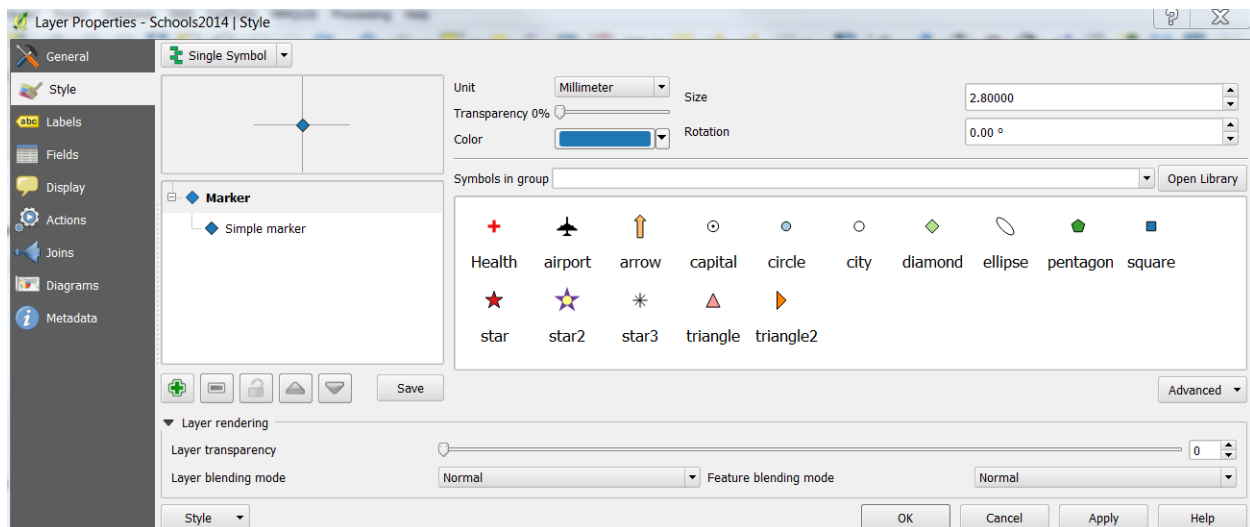 Layer Properties - Schools2014 | Style
General
Style
abc Labels
Fields
Display
Actions
Joins
Diagrams
i Metadata
Single Symbol
Unit Millimeter
Transparency 0%
Color
Size 2.80000
Rotation 0.00 °
Symbols in group
Open Library
Marker
Simple marker
Health airport arrow capital circle city diamond ellipse pentagon square
star star2 star3 triangle triangle2
Save
Advanced
Layer rendering
Layer transparency 0
Layer blending mode Normal Feature blending mode Normal
Style OK Cancel Apply Help